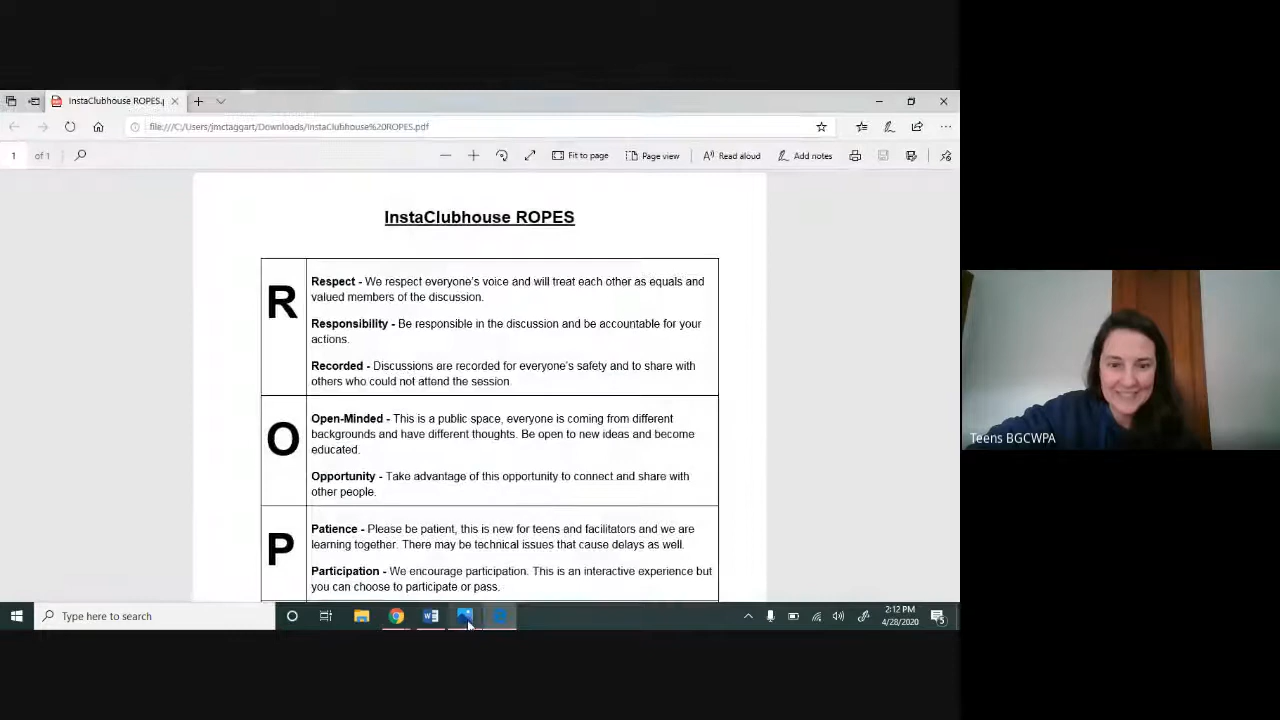 InstaClubhouse ROPES.p
file:///C:/Users/jmctaggart/Downloads/InstaClubhouse%20ROPES.pdf
1 of 1
Fit to page
Page view
Read aloud
Add notes
InstaClubhouse ROPES
R
Respect - We respect everyone's voice and will treat each other as equals and
valued members of the discussion.
Responsibility - Be responsible in the discussion and be accountable for your
actions.
Recorded - Discussions are recorded for everyone's safety and to share with
others who could not attend the session.
O
Open-Minded - This is a public space, everyone is coming from different
backgrounds and have different thoughts. Be open to new ideas and become
educated.
Opportunity - Take advantage of this opportunity to connect and share with
other people.
P
Patience - Please be patient, this is new for teens and facilitators and we are
learning together. There may be technical issues that cause delays as well.
Participation - We encourage participation. This is an interactive experience but
you can choose to participate or pass.
Teens BGCWPA
Type here to search
2:12 PM
4/28/2020
5